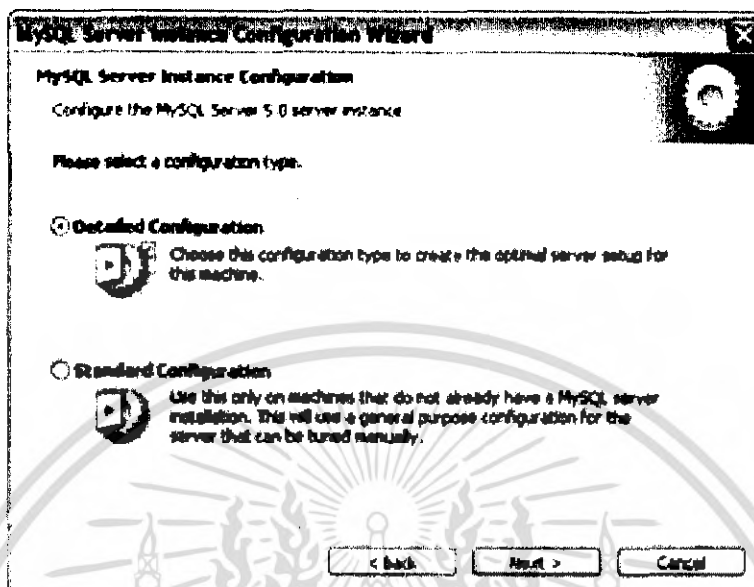 MySQL Server Instance Configuration Wizard
MySQL Server Instance Configuration
Configure the MySQL Server 5.0 server instance
Please select a configuration type.
Detailed Configuration
Choose this configuration type to create the optimal server setup for
this machine.
Standard Configuration
Use this only on machines that do not already have a MySQL server
installation. This will use a general purpose configuration for the
server that can be tuned manually.
< Back
Next >
Cancel